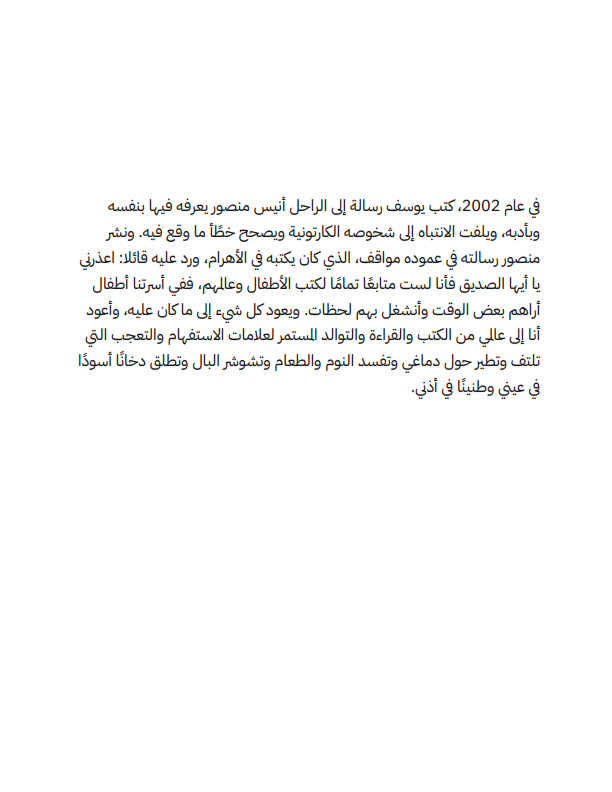 في عام 2002، كتب يوسف رسالة إلى الراحل أنيس منصور يعرفه فيها بنفسه
وبأدبه، ويلفت الانتباه إلى شخوصه الكارتونية ويصحح خطًأ ما وقع فيه. ونشر
منصور رسالته في عموده مواقف، الذي كان يكتبه في الأهرام، ورد عليه قائلا: اعذرني
يا أيها الصديق فأنا لست متابعًا تمامًا لكتب الأطفال وعالمهم، ففي أسرتنا أطفال
أراهم بعض الوقت وأنشغل بهم لحظات. ويعود كل شيء إلى ما كان عليه، وأعود
أنا إلى عالمي من الكتب والقراءة والتوالد المستمر لعلامات الاستفهام والتعجب التي
تلتف وتطير حول دماغي وتفسد النوم والطعام وتشوشر البال وتطلق دخانًا أسودًا
في عيني وطنينًا في أذني.